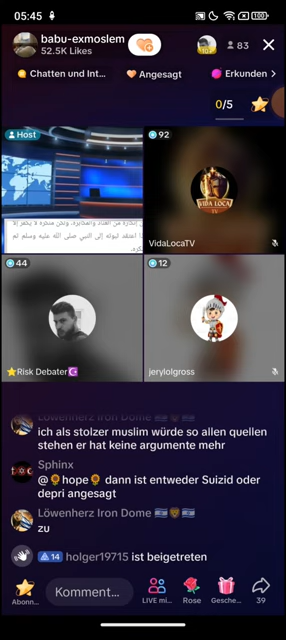 05:45
100
babu-exmoslem
52.5K Likes
83
Chatten und Int...
Angesagt
Erkunden
0/5
Host
92
VIDA LOCA
VidaLocaTV
44
12
Risk Debater
jerylolgross
Löwenherz Iron Dome
ich als stolzer muslim würde so allen quellen
stehen er hat keine argumente mehr
Sphinx
@🌻hope🌻 dann ist entweder Suizid oder
depri angesagt
Löwenherz Iron Dome
zu
14 holger19715 ist beigetreten
Komment...
Abonn...
LIVE mi...
Rose
Gesche...
39